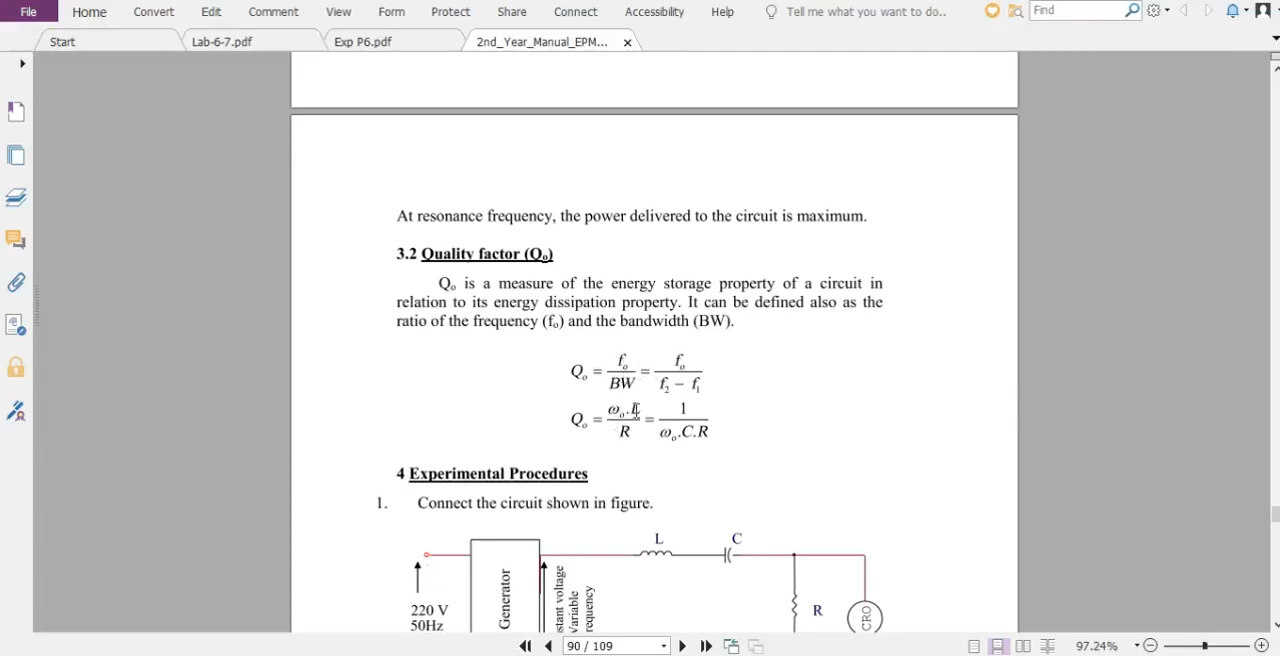 File Home Convert Edit Comment View Form Protect Share Connect Accessibility Help Tell me what you want to do.. Find
Start Lab-6-7.pdf Exp P6.pdf 2nd_Year_Manual_EPM... x
At resonance frequency, the power delivered to the circuit is maximum.
3.2 Quality factor (Qₒ)
Qₒ is a measure of the energy storage property of a circuit in
relation to its energy dissipation property. It can be defined also as the
ratio of the frequency (fₒ) and the bandwidth (BW).
Qₒ = fₒ / BW = fₒ / f₂ − f₁
Qₒ = ωₒ.L / R = 1 / ωₒ.C.R
4 Experimental Procedures
1. Connect the circuit shown in figure.
L C
220 V
50Hz
Generator
stant voltage
Variable
requency
R
CRO
90 / 109
97.24%